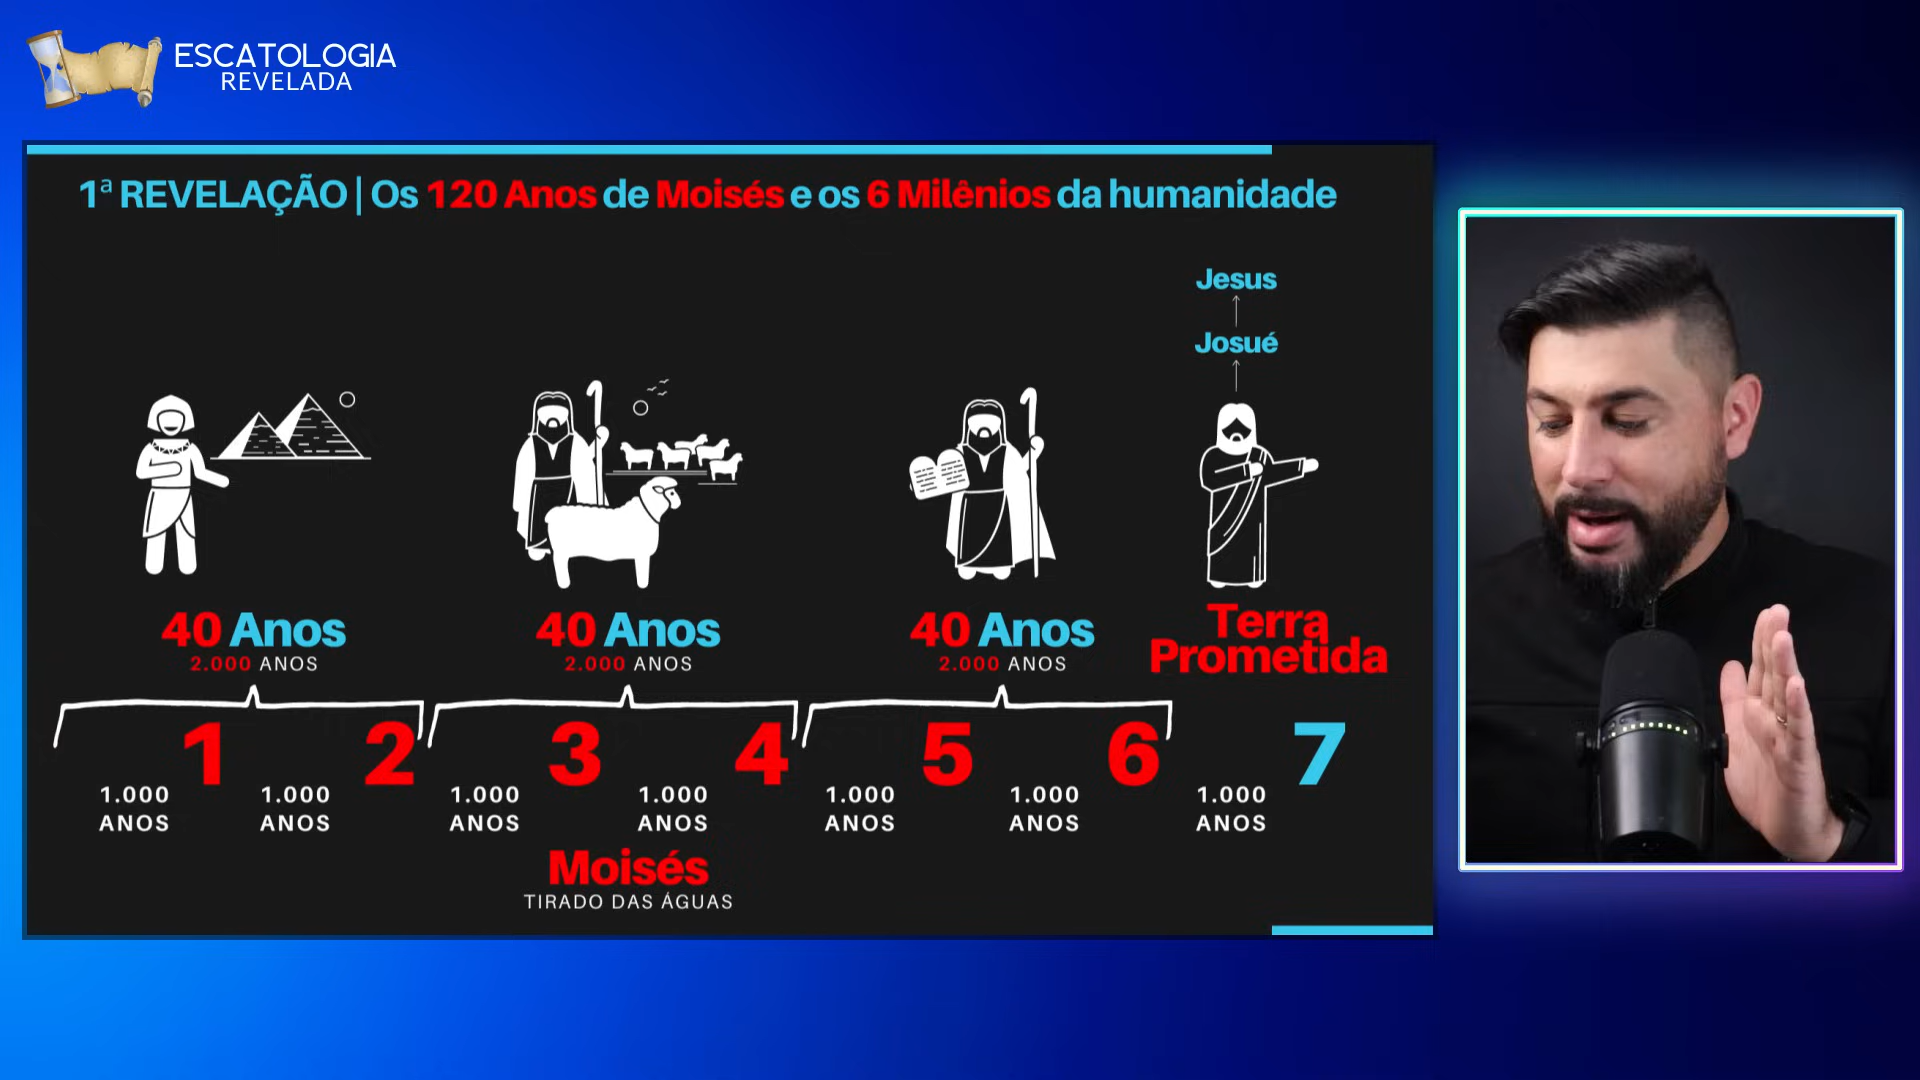 ESCATOLOGIA
REVELADA
1ª REVELAÇÃO | Os 120 Anos de Moisés e os 6 Milênios da humanidade
Jesus
Josué
40 Anos
2.000 ANOS
40 Anos
2.000 ANOS
40 Anos
2.000 ANOS
Terra
Prometida
1
2
3
4
5
6
7
1.000
ANOS
1.000
ANOS
1.000
ANOS
1.000
ANOS
1.000
ANOS
1.000
ANOS
1.000
ANOS
Moisés
TIRADO DAS ÁGUAS